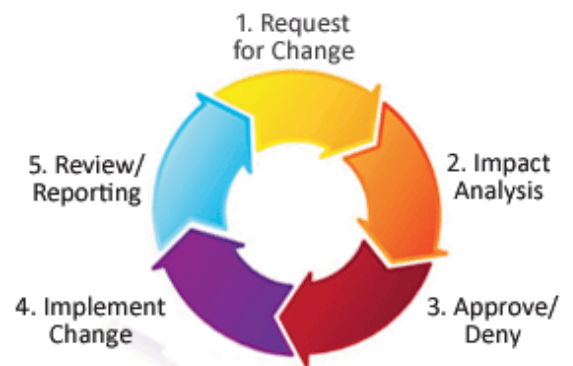 1. Request
for Change
2. Impact
Analysis
3. Approve/
Deny
4. Implement
Change
5. Review/
Reporting